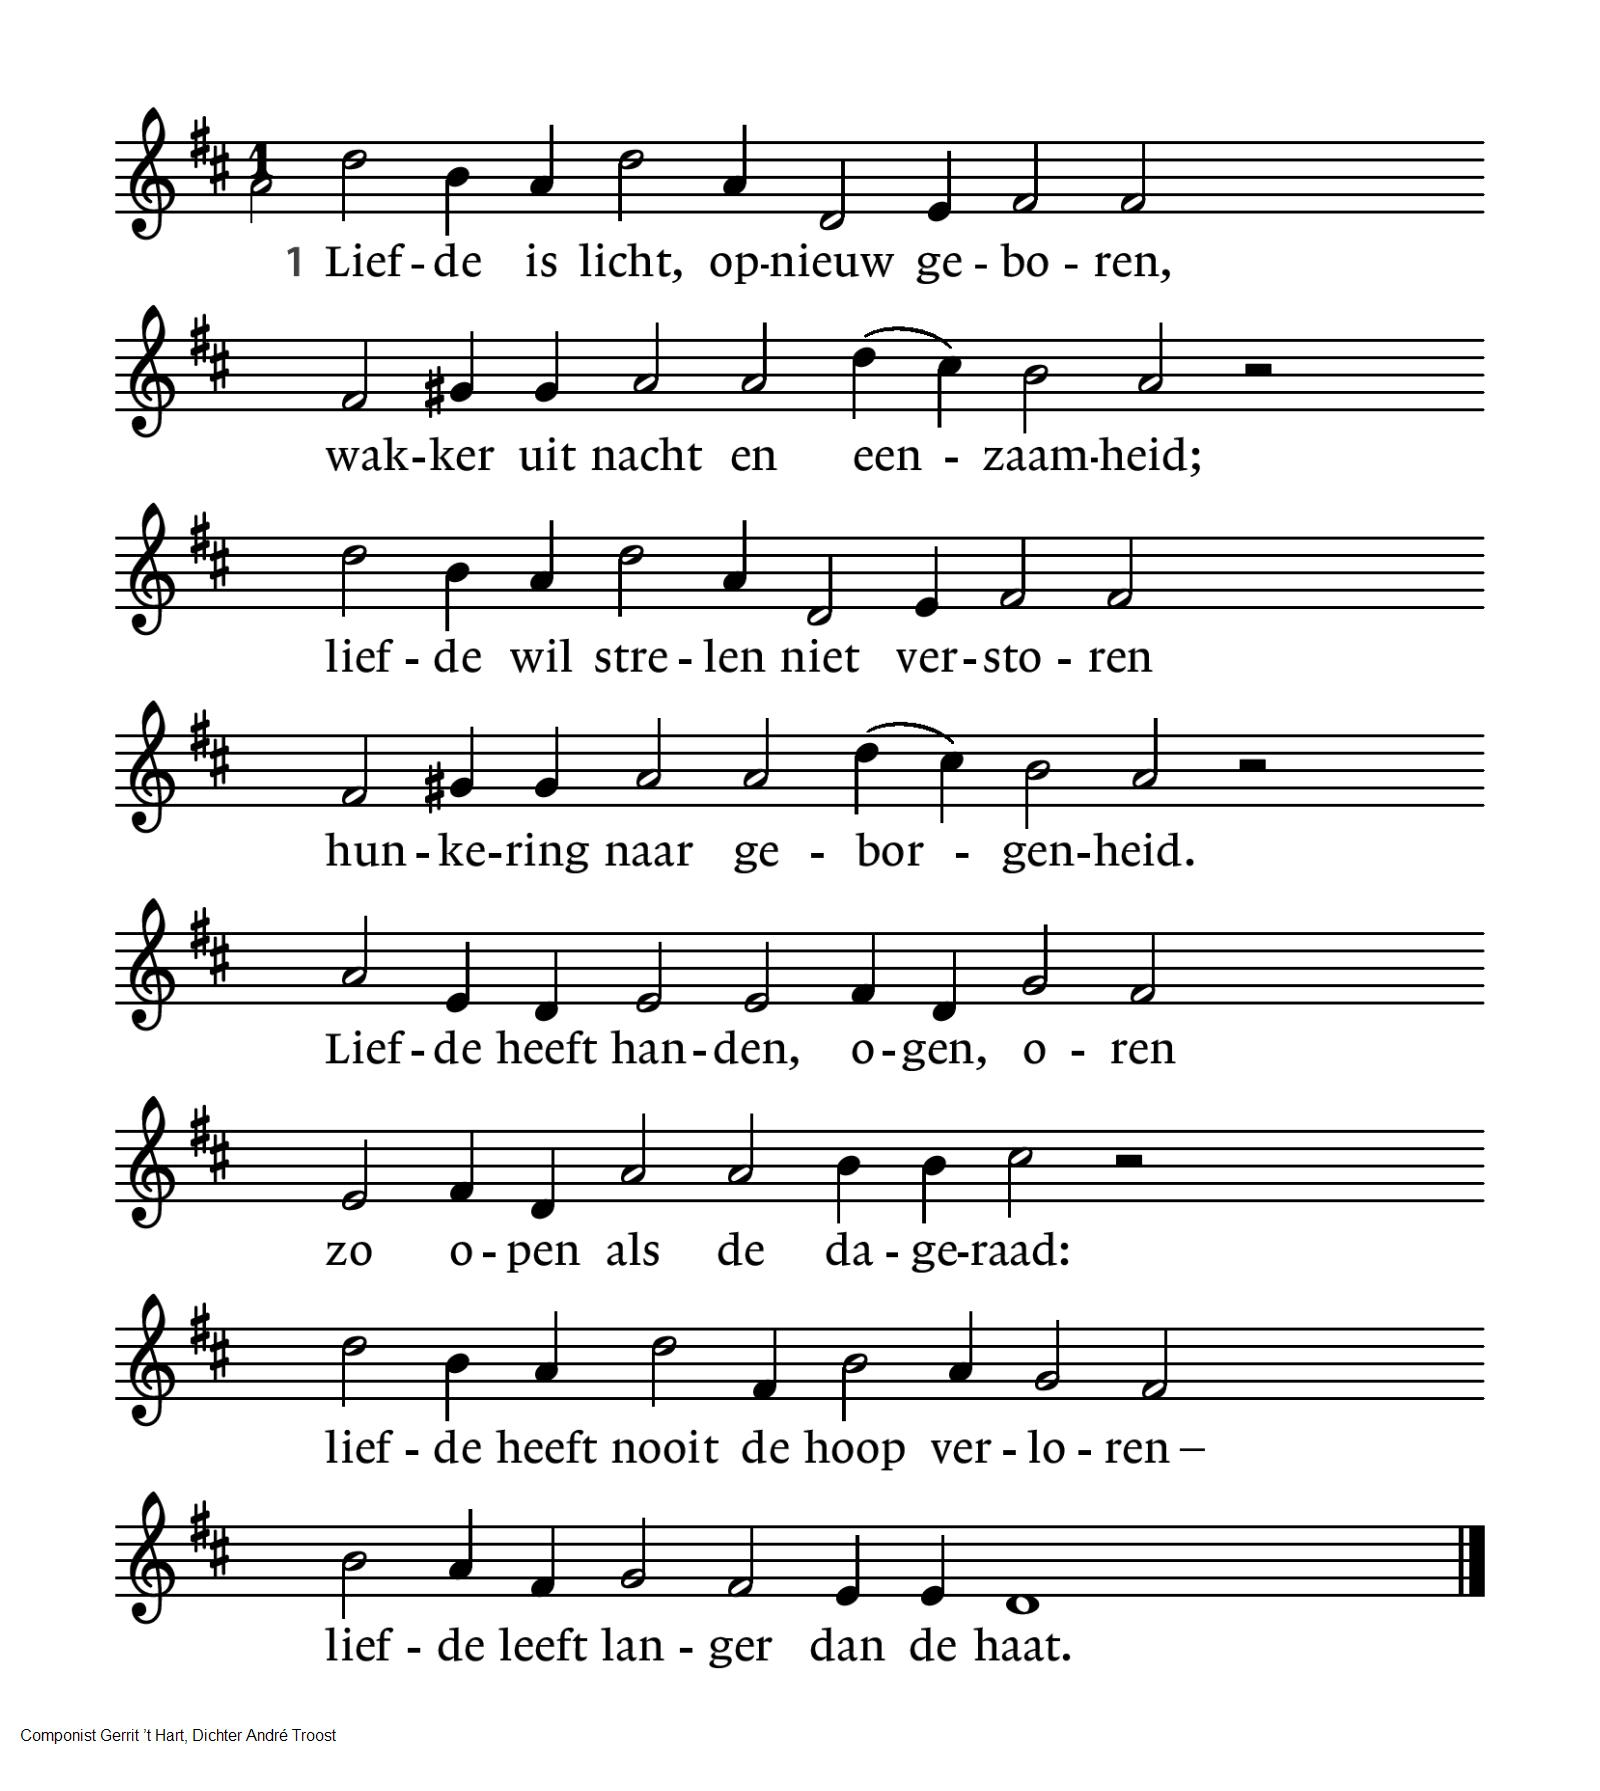 1
1 Lief - de is licht, op-nieuw ge - bo - ren,
wak-ker uit nacht en een - zaam-heid;
lief - de wil stre - len niet ver-sto - ren
hun - ke-ring naar ge - bor - gen-heid.
Lief - de heeft han-den, o-gen, o - ren
zo o - pen als de da - ge-raad:
lief - de heeft nooit de hoop ver - lo - ren –
lief - de leeft lan - ger dan de haat.
Componist Gerrit ’t Hart, Dichter André Troost